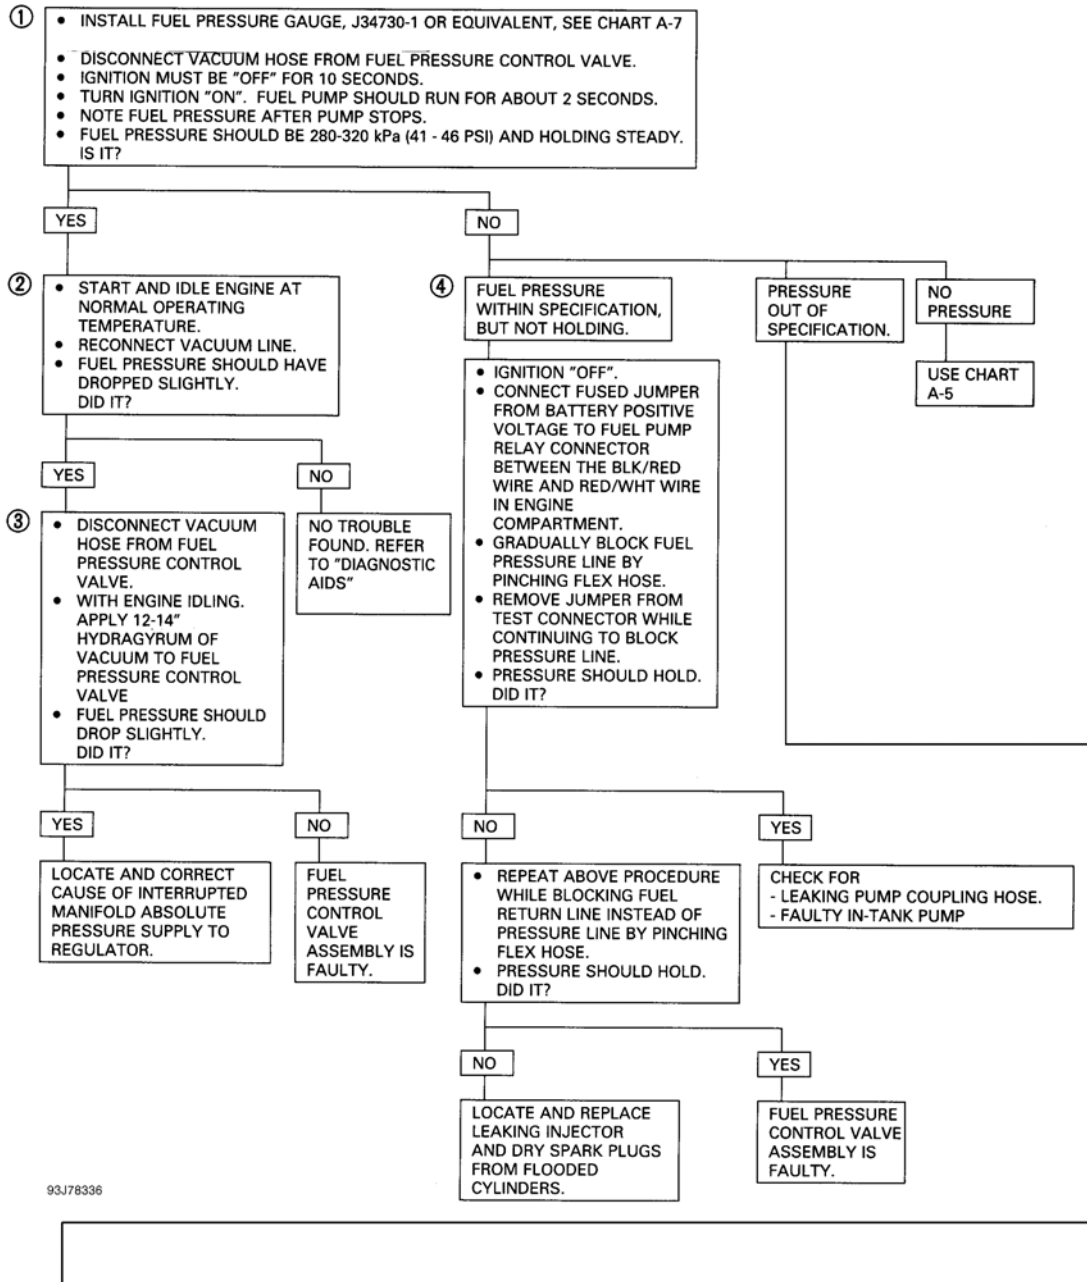 ① • INSTALL FUEL PRESSURE GAUGE, J34730-1 OR EQUIVALENT, SEE CHART A-7
• DISCONNECT VACUUM HOSE FROM FUEL PRESSURE CONTROL VALVE.
• IGNITION MUST BE "OFF" FOR 10 SECONDS.
• TURN IGNITION "ON". FUEL PUMP SHOULD RUN FOR ABOUT 2 SECONDS.
• NOTE FUEL PRESSURE AFTER PUMP STOPS.
• FUEL PRESSURE SHOULD BE 280-320 kPa (41 - 46 PSI) AND HOLDING STEADY.
IS IT?
YES
NO
② • START AND IDLE ENGINE AT
NORMAL OPERATING
TEMPERATURE.
• RECONNECT VACUUM LINE.
• FUEL PRESSURE SHOULD HAVE
DROPPED SLIGHTLY.
DID IT?
④ FUEL PRESSURE
WITHIN SPECIFICATION,
BUT NOT HOLDING.
PRESSURE
OUT OF
SPECIFICATION.
NO
PRESSURE
USE CHART
A-5
• IGNITION "OFF".
• CONNECT FUSED JUMPER
FROM BATTERY POSITIVE
VOLTAGE TO FUEL PUMP
RELAY CONNECTOR
BETWEEN THE BLK/RED
WIRE AND RED/WHT WIRE
IN ENGINE
COMPARTMENT.
• GRADUALLY BLOCK FUEL
PRESSURE LINE BY
PINCHING FLEX HOSE.
• REMOVE JUMPER FROM
TEST CONNECTOR WHILE
CONTINUING TO BLOCK
PRESSURE LINE.
• PRESSURE SHOULD HOLD.
DID IT?
YES
NO
③ • DISCONNECT VACUUM
HOSE FROM FUEL
PRESSURE CONTROL
VALVE.
• WITH ENGINE IDLING.
APPLY 12-14"
HYDRAGYRUM OF
VACUUM TO FUEL
PRESSURE CONTROL
VALVE
• FUEL PRESSURE SHOULD
DROP SLIGHTLY.
DID IT?
NO TROUBLE
FOUND. REFER
TO "DIAGNOSTIC
AIDS"
YES
NO
NO
YES
LOCATE AND CORRECT
CAUSE OF INTERRUPTED
MANIFOLD ABSOLUTE
PRESSURE SUPPLY TO
REGULATOR.
FUEL
PRESSURE
CONTROL
VALVE
ASSEMBLY IS
FAULTY.
• REPEAT ABOVE PROCEDURE
WHILE BLOCKING FUEL
RETURN LINE INSTEAD OF
PRESSURE LINE BY PINCHING
FLEX HOSE.
• PRESSURE SHOULD HOLD.
DID IT?
CHECK FOR
- LEAKING PUMP COUPLING HOSE.
- FAULTY IN-TANK PUMP
NO
YES
LOCATE AND REPLACE
LEAKING INJECTOR
AND DRY SPARK PLUGS
FROM FLOODED
CYLINDERS.
FUEL PRESSURE
CONTROL VALVE
ASSEMBLY IS
FAULTY.
93J78336